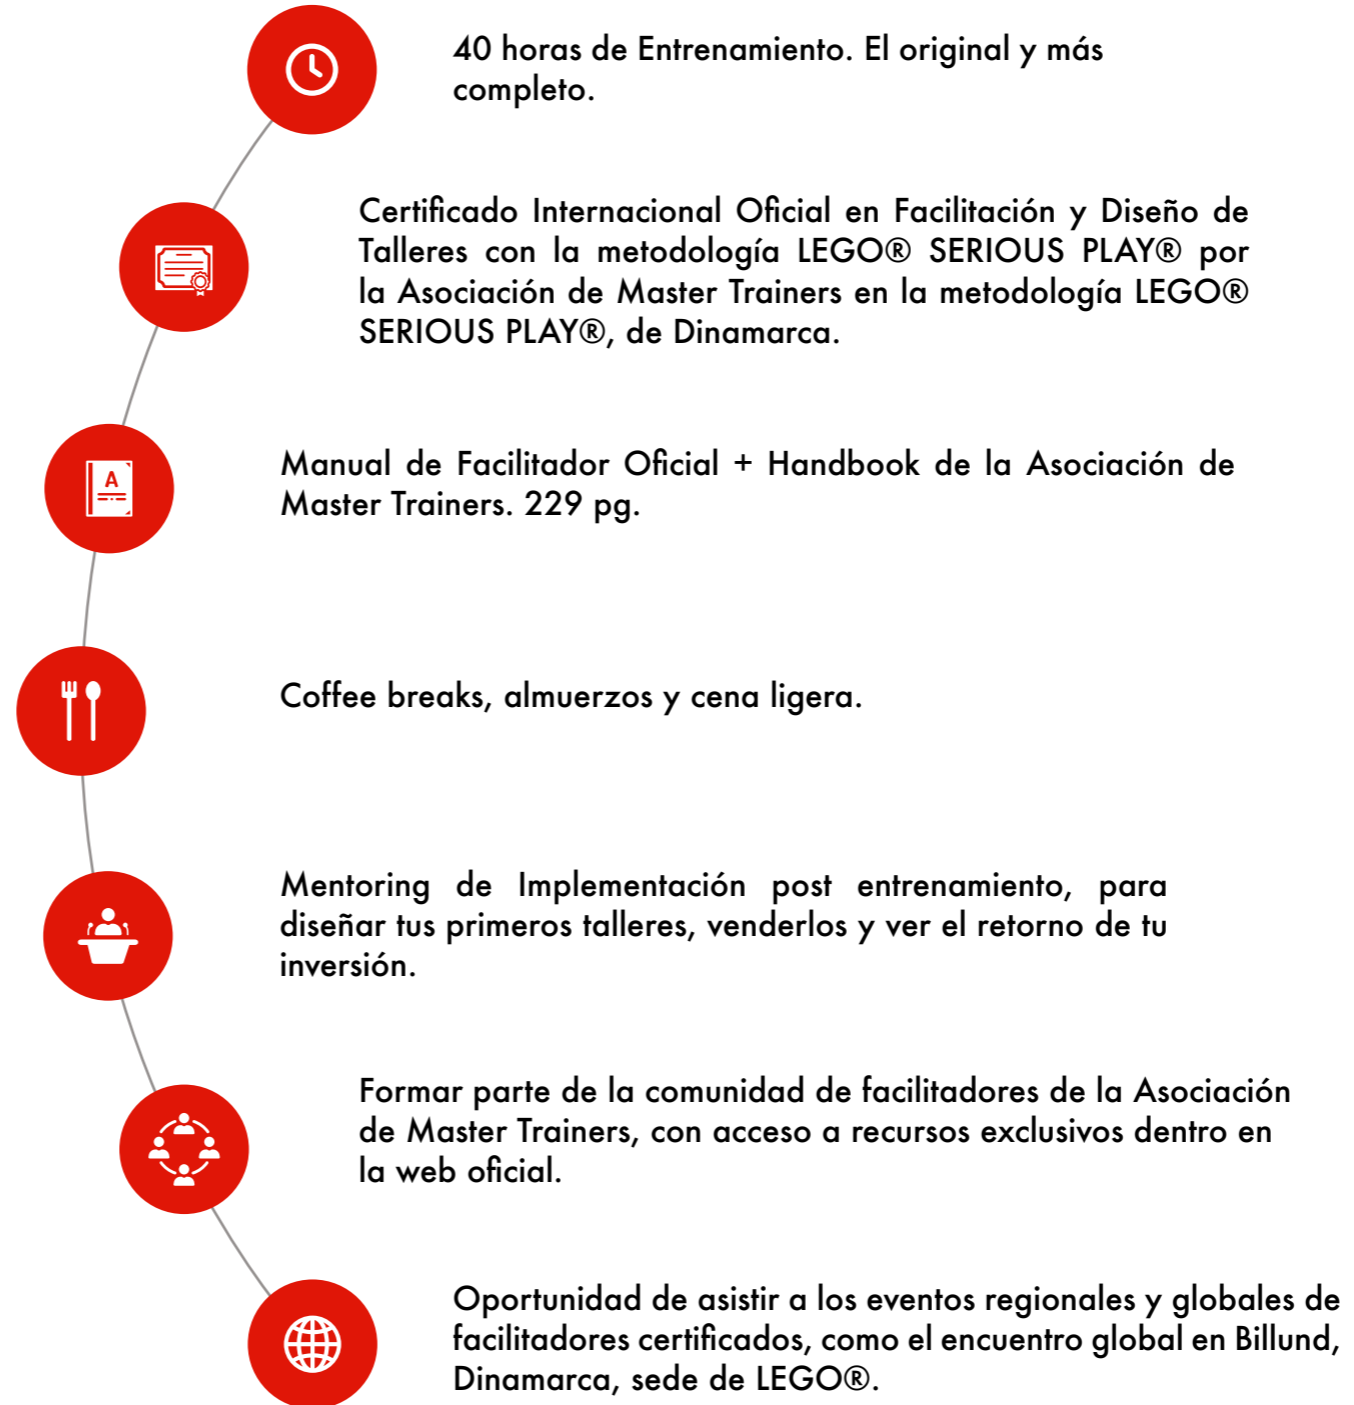 40 horas de Entrenamiento. El original y más
completo.
Certificado Internacional Oficial en Facilitación y Diseño de
Talleres con la metodología LEGO® SERIOUS PLAY® por
la Asociación de Master Trainers en la metodología LEGO®
SERIOUS PLAY®, de Dinamarca.
A
Manual de Facilitador Oficial + Handbook de la Asociación de
Master Trainers. 229 pg.
Coffee breaks, almuerzos y cena ligera.
Mentoring de Implementación post entrenamiento, para
diseñar tus primeros talleres, venderlos y ver el retorno de tu
inversión.
Formar parte de la comunidad de facilitadores de la Asociación
de Master Trainers, con acceso a recursos exclusivos dentro en
la web oficial.
Oportunidad de asistir a los eventos regionales y globales de
facilitadores certificados, como el encuentro global en Billund,
Dinamarca, sede de LEGO®.